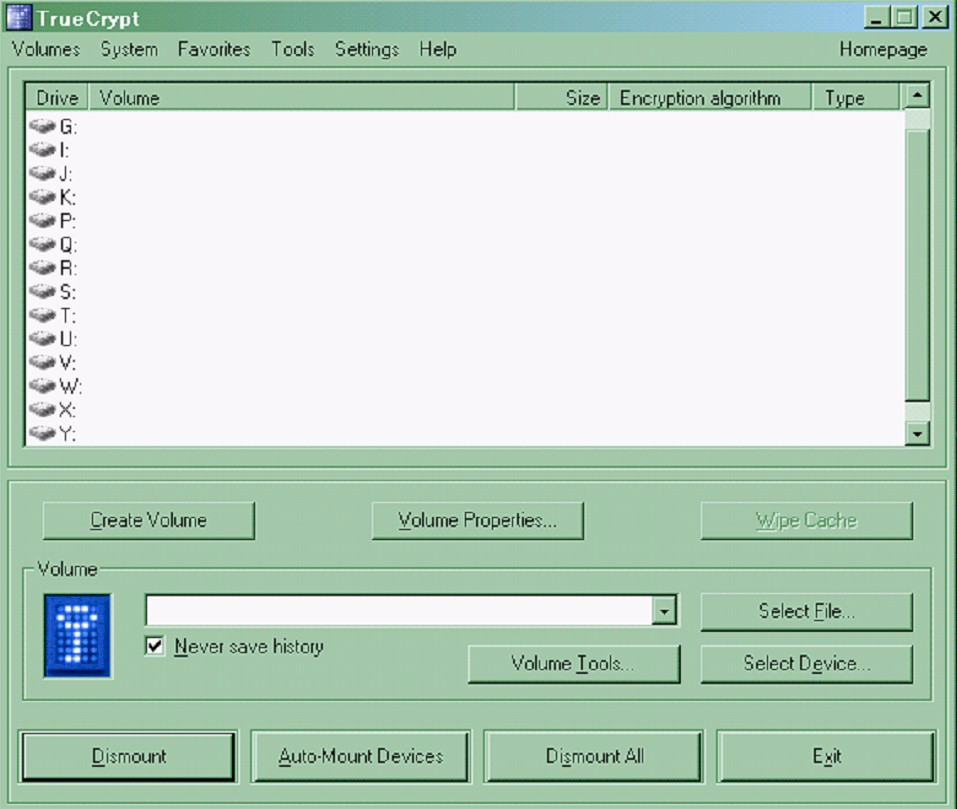 TrueCrypt
Volumes System Favorites Tools Settings Help Homepage
Drive Volume Size Encryption algorithm Type
G:
I:
J:
K:
P:
Q:
R:
S:
T:
U:
V:
W:
X:
Y:
Create Volume Volume Properties... Wipe Cache
Volume
T
Select File...
Never save history
Volume Tools... Select Device...
Dismount Auto-Mount Devices Dismount All Exit